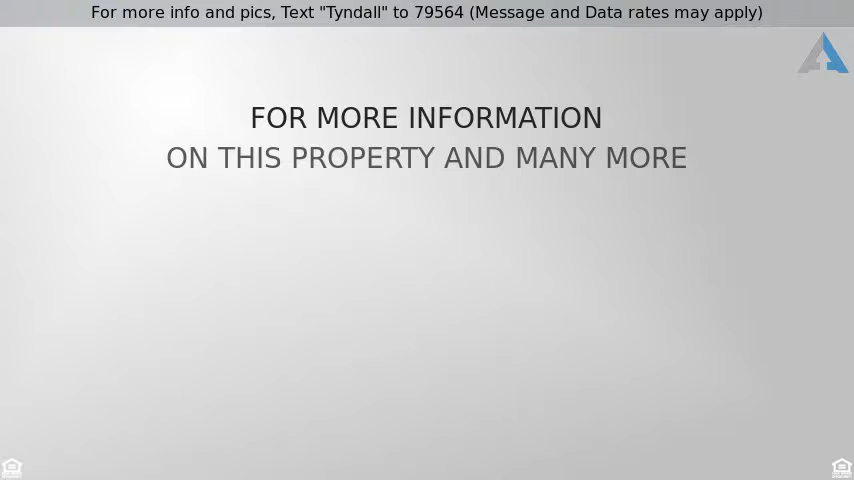 For more info and pics, Text "Tyndall" to 79564 (Message and Data rates may apply)
FOR MORE INFORMATION
ON THIS PROPERTY AND MANY MORE